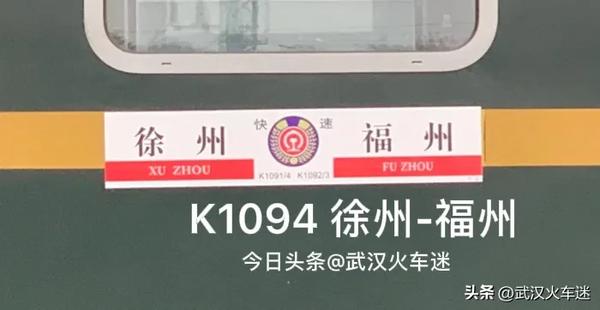 徐 州 快 速 福 州
XU ZHOU K1091/4 K1092/3 FU ZHOU
K1094 徐州-福州
今日头条@武汉火车迷
头条 @武汉火车迷